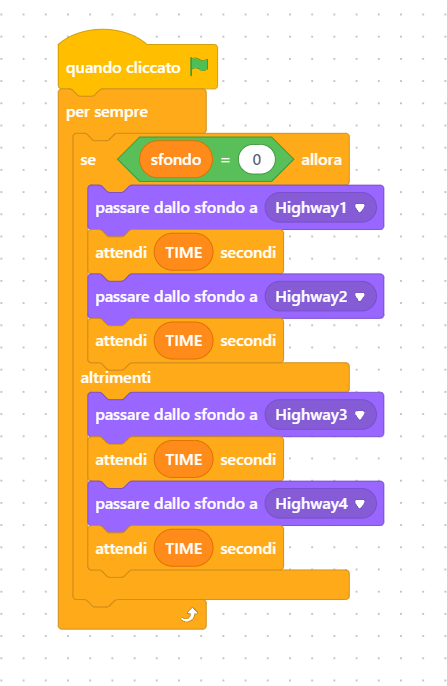 quando cliccato
per sempre
se sfondo = 0 allora
passare dallo sfondo a Highway1
attendi TIME secondi
passare dallo sfondo a Highway2
attendi TIME secondi
altrimenti
passare dallo sfondo a Highway3
attendi TIME secondi
passare dallo sfondo a Highway4
attendi TIME secondi